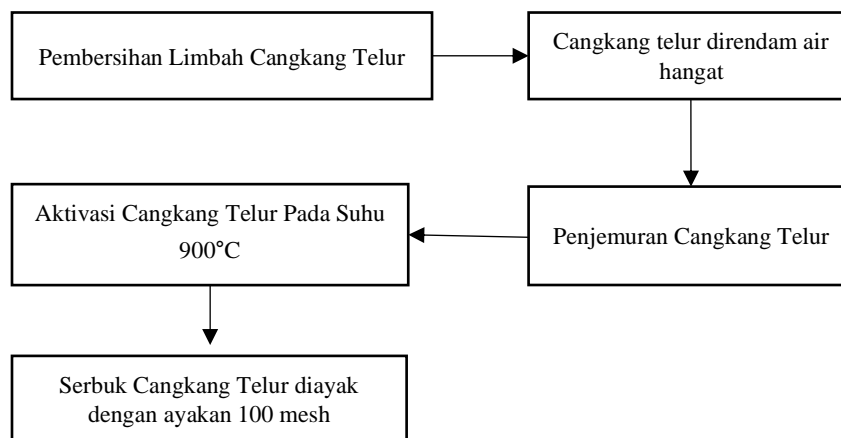 Pembersihan Limbah Cangkang Telur
Cangkang telur direndam air
hangat
Penjemuran Cangkang Telur
Aktivasi Cangkang Telur Pada Suhu
900°C
Serbuk Cangkang Telur diayak
dengan ayakan 100 mesh